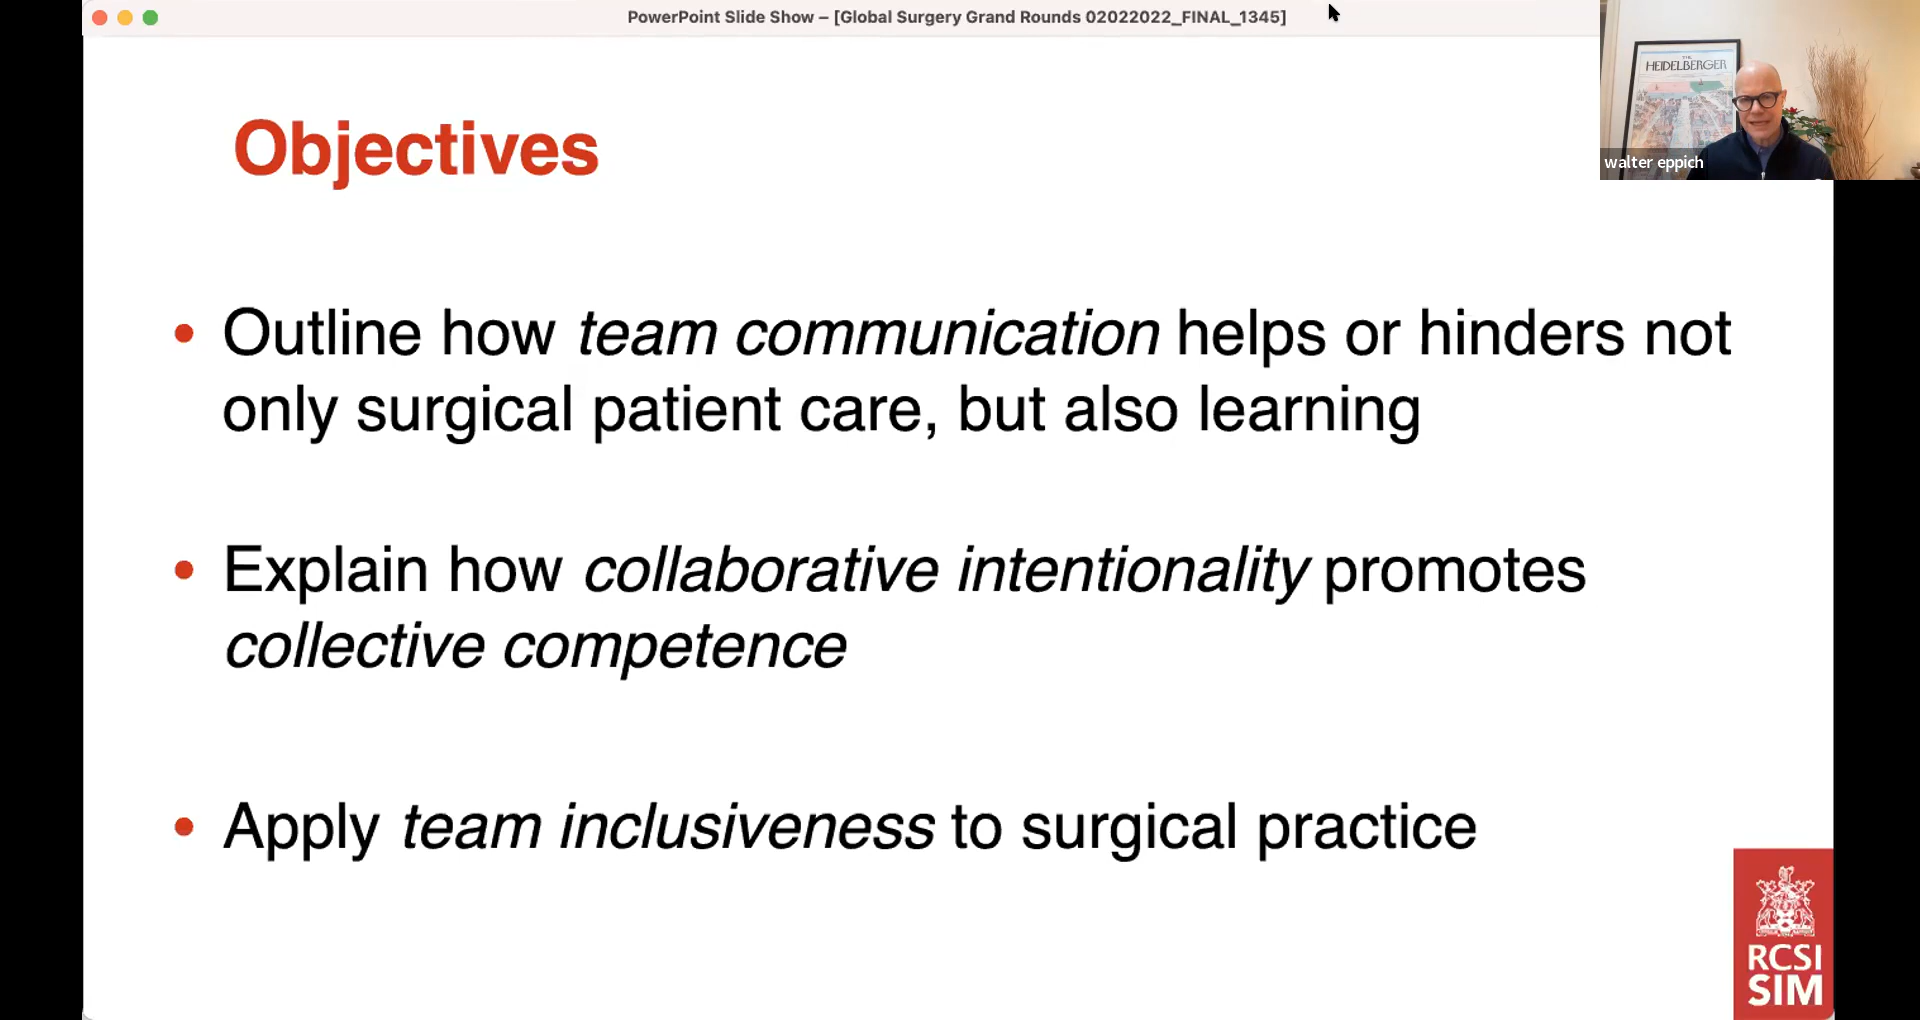 PowerPoint Slide Show – [Global Surgery Grand Rounds 02022022_FINAL_1345]
THE
HEIDELBERGER
walter eppich
Objectives
• Outline how team communication helps or hinders not
only surgical patient care, but also learning
• Explain how collaborative intentionality promotes
collective competence
• Apply team inclusiveness to surgical practice
RCSI
SIM